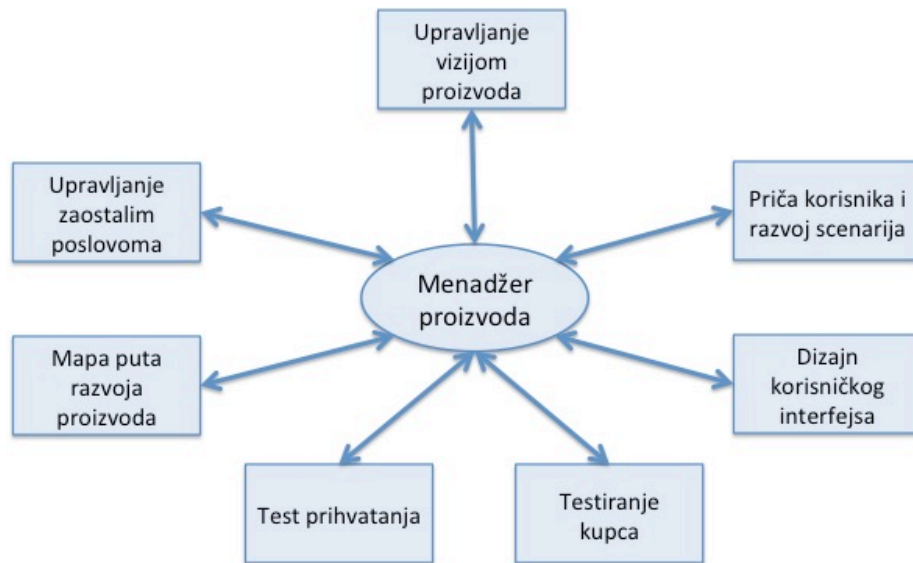 Upravljanje
vizijom
proizvoda
Upravljanje
zaostalim
poslovoma
Priča korisnika i
razvoj scenarija
Menadžer
proizvoda
Mapa puta
razvoja
proizvoda
Dizajn
korisničkog
interfejsa
Test prihvatanja
Testiranje
kupca